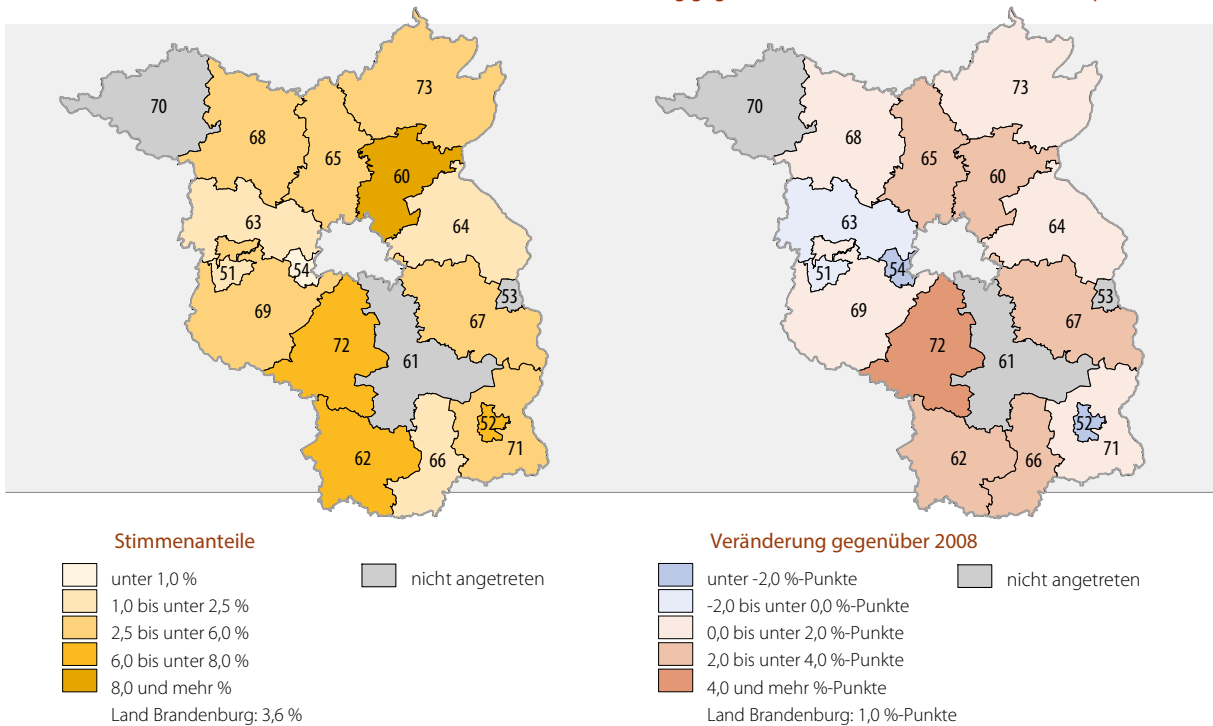 73
70
68
65
60
63
64
51
54
53
69
67
72
61
52
71
62
66
73
70
68
65
60
63
64
51
54
53
69
67
72
61
52
71
62
66
Stimmenanteile
unter 1,0 %
nicht angetreten
1,0 bis unter 2,5 %
2,5 bis unter 6,0 %
6,0 bis unter 8,0 %
8,0 und mehr %
Land Brandenburg: 3,6 %
Veränderung gegenüber 2008
unter -2,0 %-Punkte
nicht angetreten
-2,0 bis unter 0,0 %-Punkte
0,0 bis unter 2,0 %-Punkte
2,0 bis unter 4,0 %-Punkte
4,0 und mehr %-Punkte
Land Brandenburg: 1,0 %-Punkte